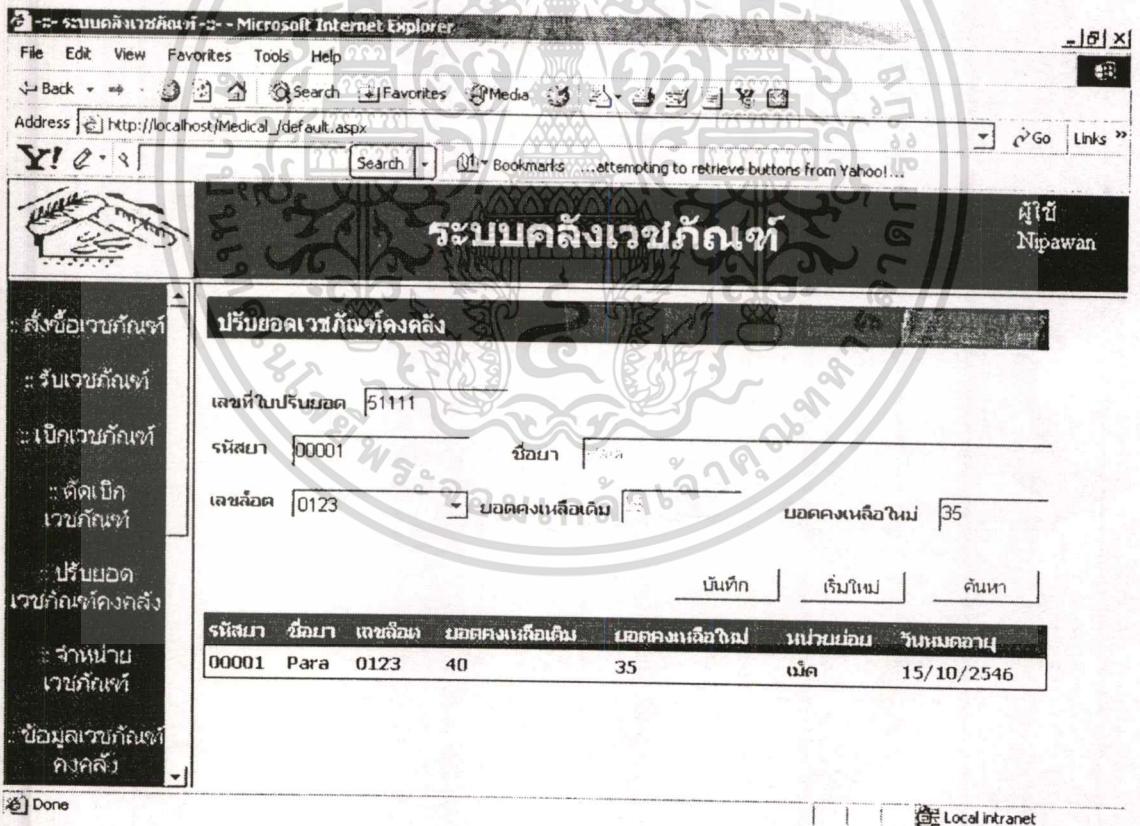 -::- ระบบคลังเวชภัณฑ์ -::- - Microsoft Internet Explorer
File Edit View Favorites Tools Help
Back Search Favorites Media
Address http://localhost/Medical_/default.aspx Go Links »
Y! Search Bookmarks ...attempting to retrieve buttons from Yahoo!...
ระบบคลังเวชภัณฑ์
ผู้ใช้
Nipawan
:: สั่งซื้อเวชภัณฑ์
:: รับเวชภัณฑ์
:: เบิกเวชภัณฑ์
:: ตัดเบิก
เวชภัณฑ์
:: ปรับยอด
เวชภัณฑ์คงคลัง
:: จำหน่าย
เวชภัณฑ์
:: ข้อมูลเวชภัณฑ์
คงคลัง
ปรับยอดเวชภัณฑ์คงคลัง
เลขที่ใบปรับยอด 51111
รหัสยา 00001 ชื่อยา
เลขล็อต 0123 ยอดคงเหลือเดิม ยอดคงเหลือใหม่ 35
บันทึก เริ่มใหม่ ค้นหา
รหัสยา ชื่อยา เลขล็อต ยอดคงเหลือเดิม ยอดคงเหลือใหม่ หน่วยย่อย วันหมดอายุ
00001 Para 0123 40 35 เม็ด 15/10/2546
Done Local intranet